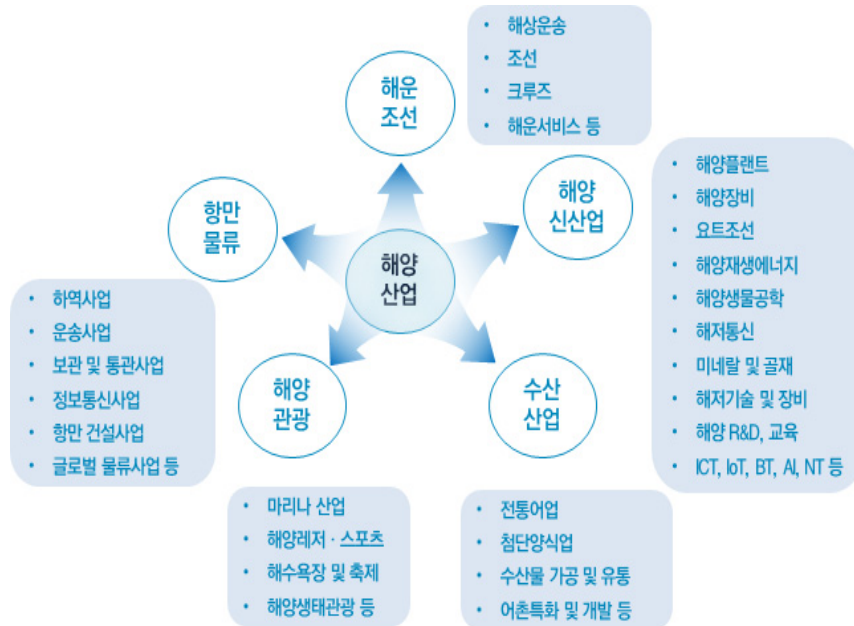 해운
조선
• 해상운송
• 조선
• 크루즈
• 해운서비스 등
해양
신산업
• 해양플랜트
• 해양장비
• 요트조선
• 해양재생에너지
• 해양생물공학
• 해저통신
• 미네랄 및 골재
• 해저기술 및 장비
• 해양 R&D, 교육
• ICT, IoT, BT, AI, NT 등
항만
물류
• 하역사업
• 운송사업
• 보관 및 통관사업
• 정보통신사업
• 항만 건설사업
• 글로벌 물류사업 등
해양
산업
해양
관광
• 마리나 산업
• 해양레저 · 스포츠
• 해수욕장 및 축제
• 해양생태관광 등
수산
산업
• 전통어업
• 첨단양식업
• 수산물 가공 및 유통
• 어촌특화 및 개발 등